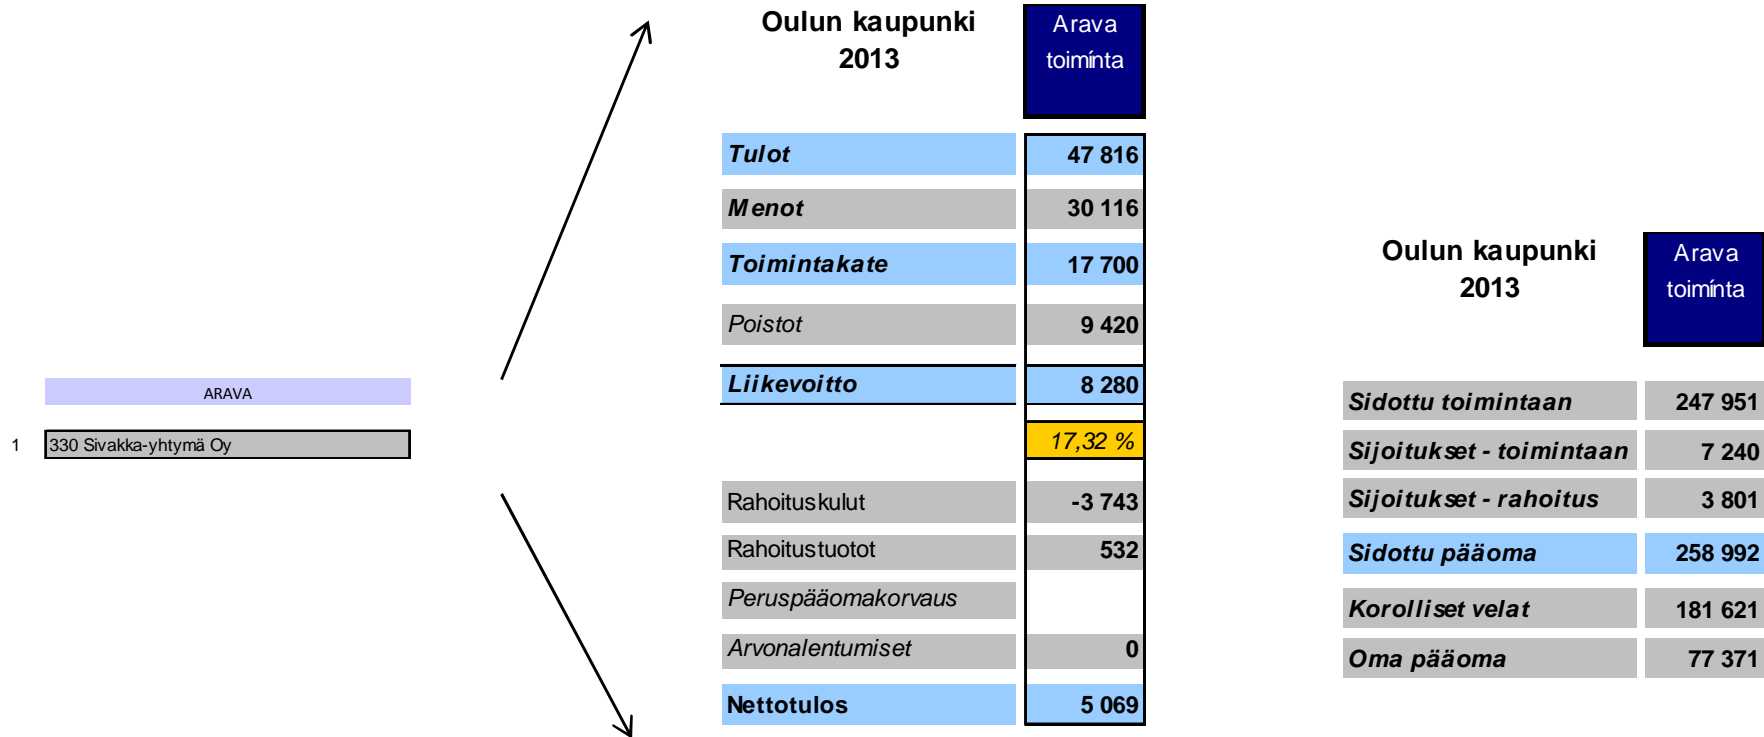 ARAVA
1 330 Sivakka-yhtymä Oy
Oulun kaupunki
2013
Arava
toimínta
Tulot 47 816
Menot 30 116
Toimintakate 17 700
Poistot 9 420
Liikevoitto 8 280
17,32 %
Rahoituskulut -3 743
Rahoitustuotot 532
Peruspääomakorvaus
Arvonalentumiset 0
Nettotulos 5 069
Oulun kaupunki
2013
Arava
toimínta
Sidottu toimintaan 247 951
Sijoitukset - toimintaan 7 240
Sijoitukset - rahoitus 3 801
Sidottu pääoma 258 992
Korolliset velat 181 621
Oma pääoma 77 371